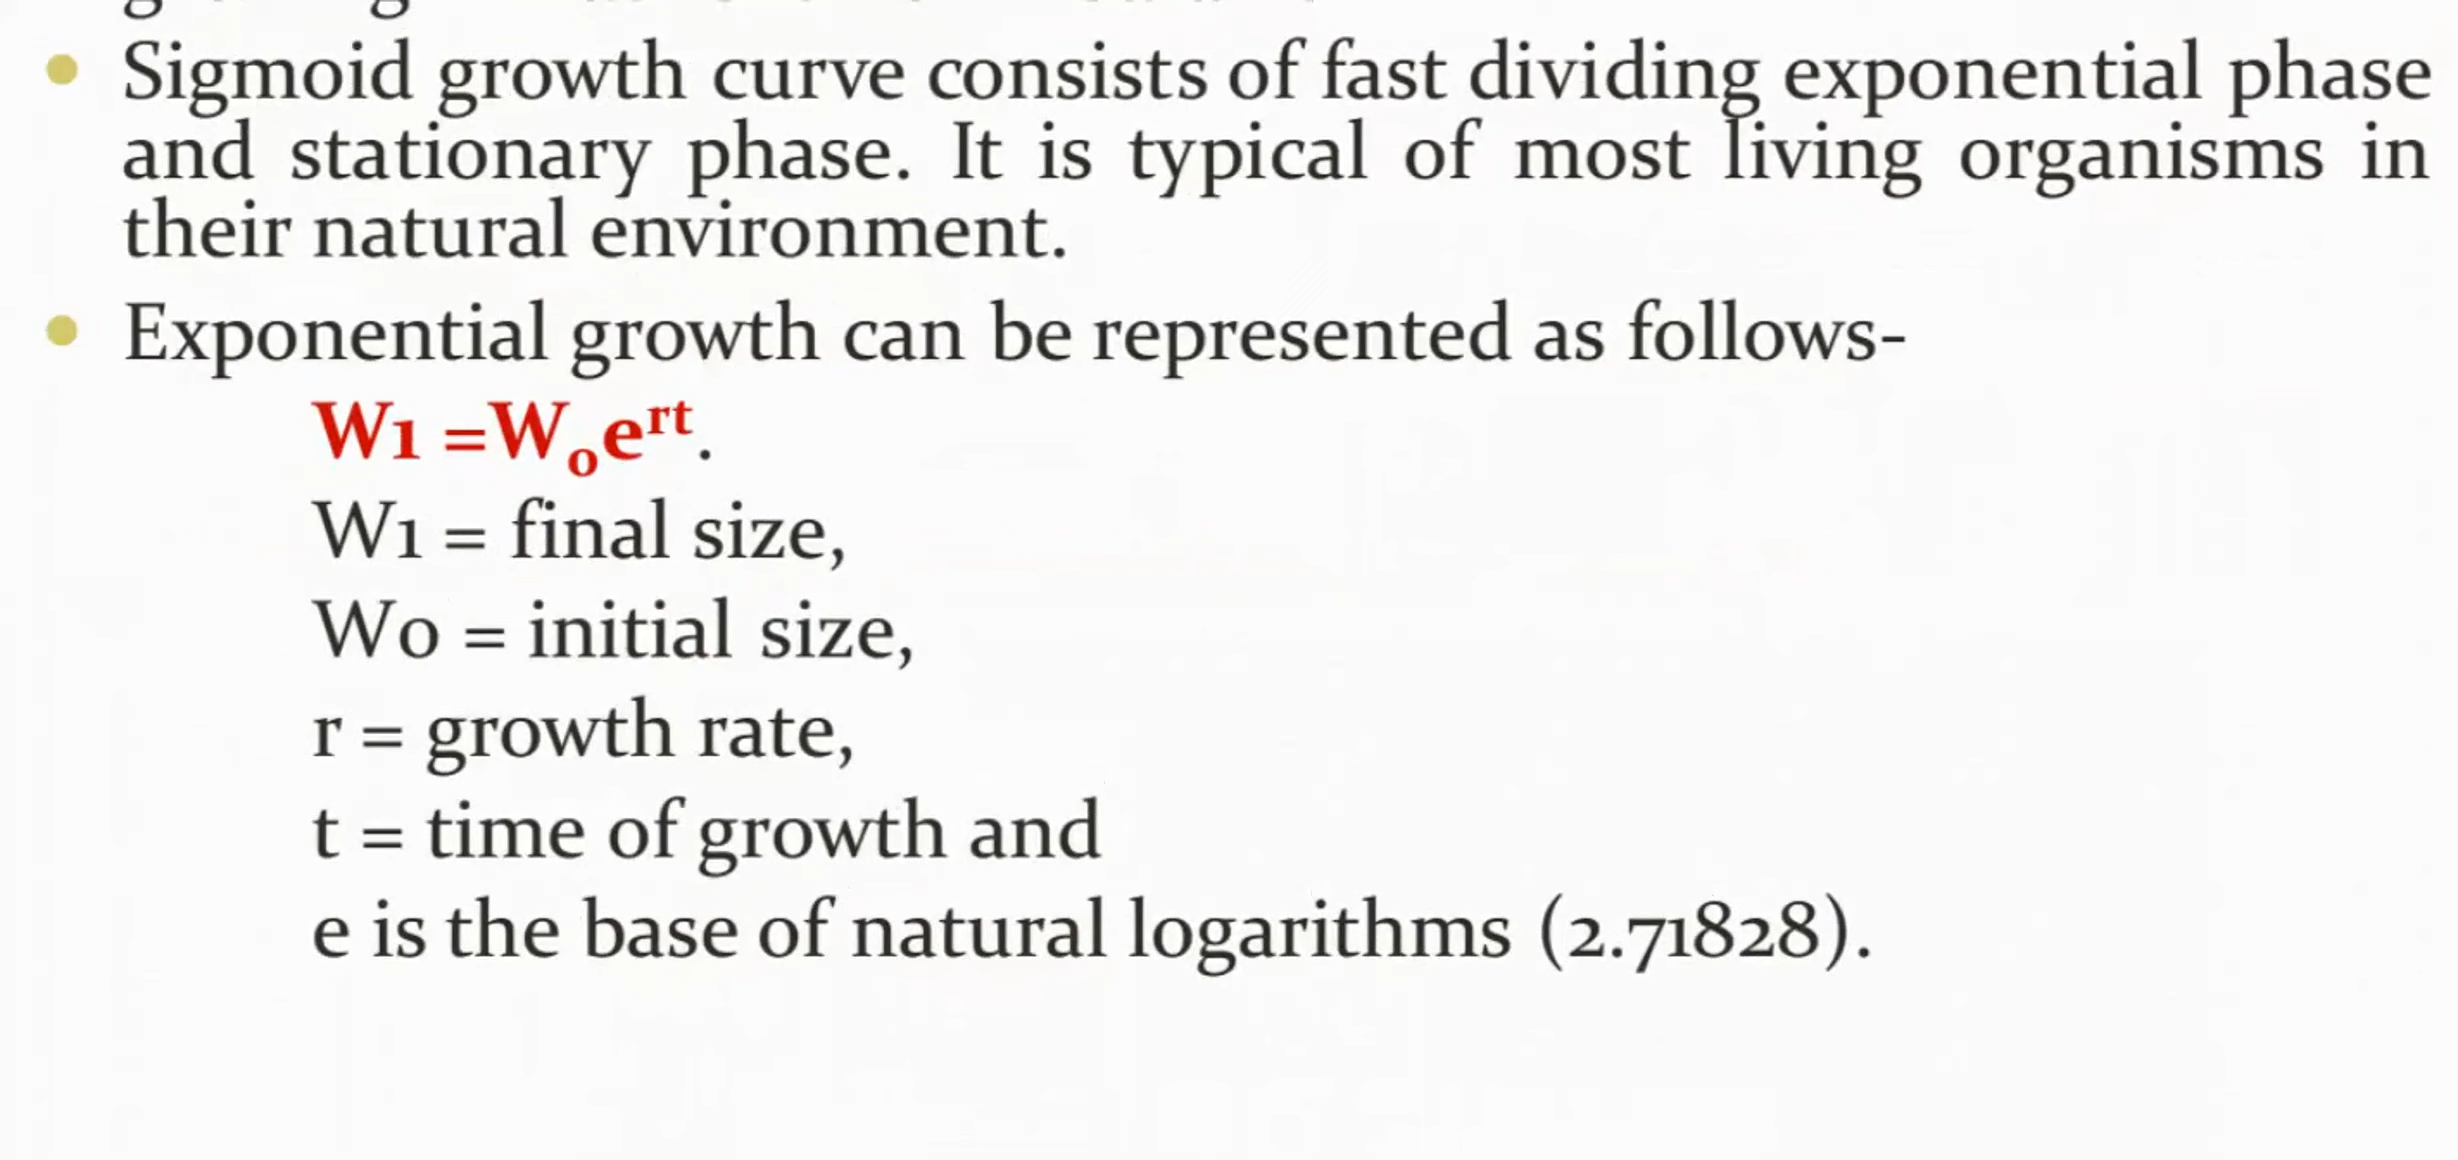 • Sigmoid growth curve consists of fast dividing exponential phase
and stationary phase. It is typical of most living organisms in
their natural environment.
• Exponential growth can be represented as follows-
W1 =W₀eʳᵗ.
W1 = final size,
W0 = initial size,
r = growth rate,
t = time of growth and
e is the base of natural logarithms (2.71828).